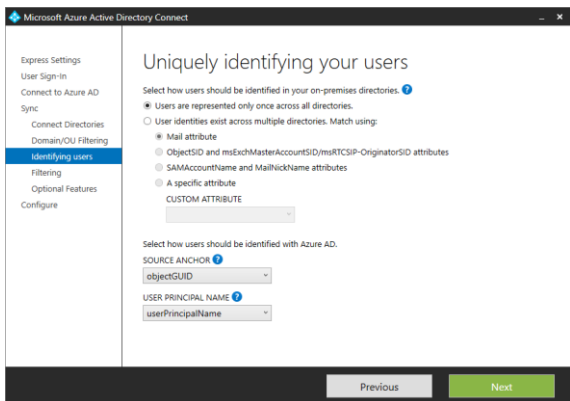 Microsoft Azure Active Directory Connect
Express Settings
User Sign-In
Connect to Azure AD
Sync
Connect Directories
Domain/OU Filtering
Identifying users
Filtering
Optional Features
Configure
Uniquely identifying your users
Select how users should be identified in your on-premises directories. ?
Users are represented only once across all directories.
User identities exist across multiple directories. Match using:
Mail attribute
ObjectSID and msExchMasterAccountSID/msRTCSIP-OriginatorSID attributes
SAMAccountName and MailNickName attributes
A specific attribute
CUSTOM ATTRIBUTE
Select how users should be identified with Azure AD.
SOURCE ANCHOR ?
objectGUID
USER PRINCIPAL NAME ?
userPrincipalName
Previous
Next